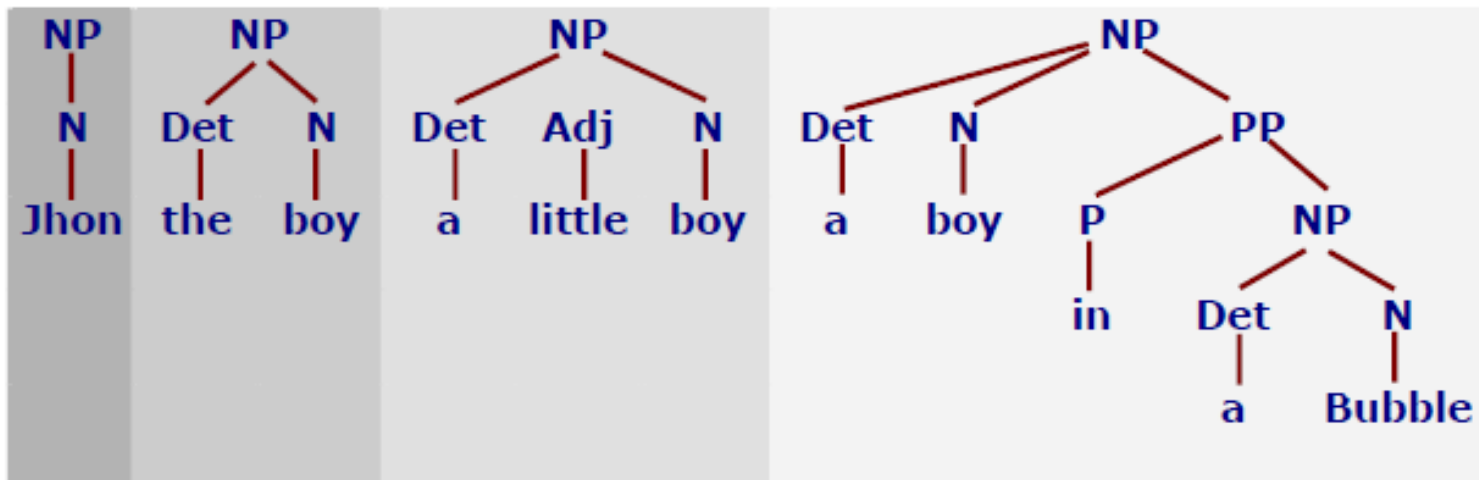 NP NP NP NP
N Det N Det Adj N Det N PP
Jhon the boy a little boy a boy P NP
in Det N
a Bubble